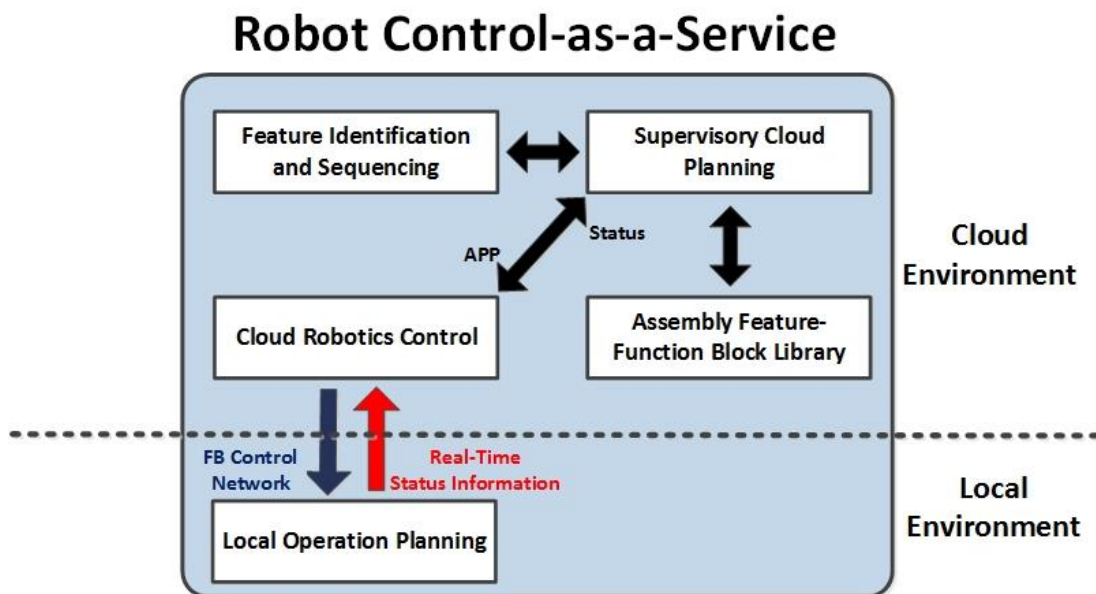 Robot Control-as-a-Service
Feature Identification
and Sequencing
Supervisory Cloud
Planning
Status
APP
Cloud
Environment
Cloud Robotics Control
Assembly Feature-
Function Block Library
FB Control
Network
Real-Time
Status Information
Local
Environment
Local Operation Planning